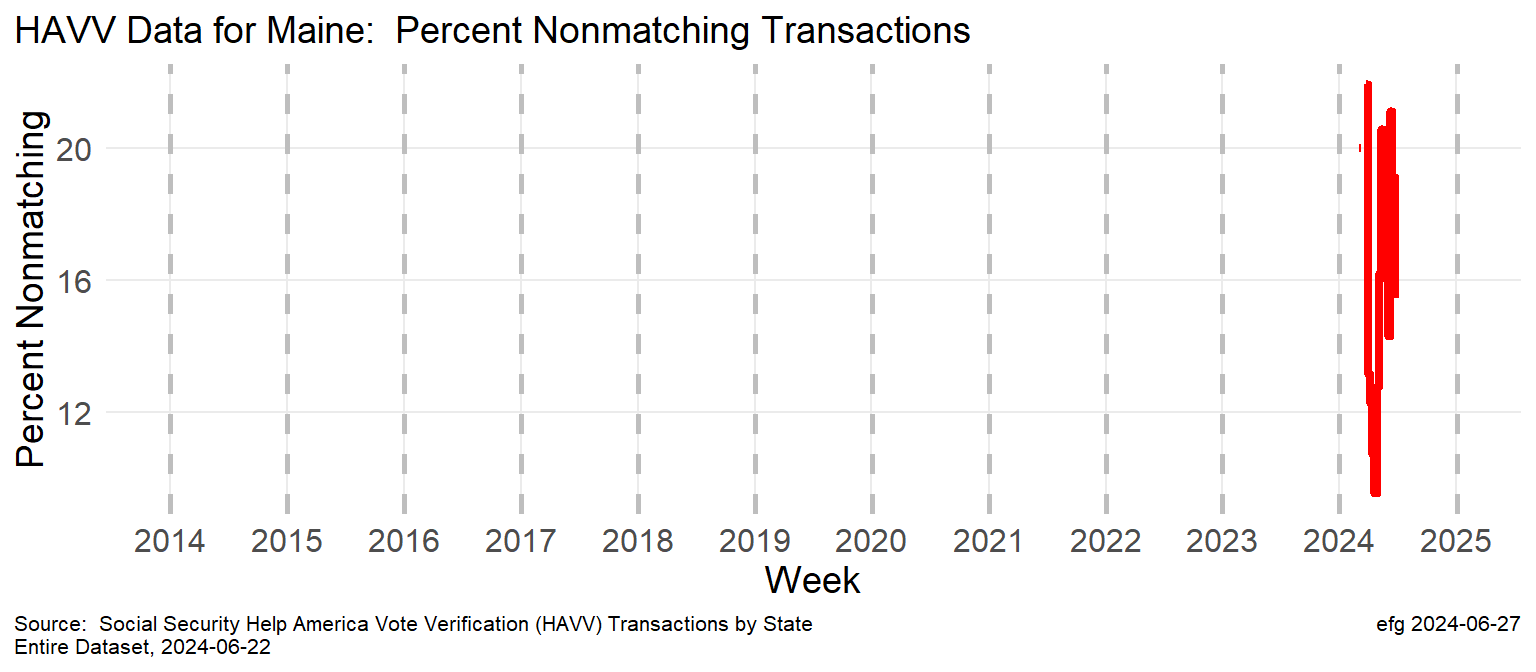 HAVV Data for Maine:  Percent Nonmatching Transactions
Percent Nonmatching
20
16
12
2014 2015 2016 2017 2018 2019 2020 2021 2022 2023 2024 2025
Week
Source:  Social Security Help America Vote Verification (HAVV) Transactions by State
Entire Dataset, 2024-06-22
efg 2024-06-27